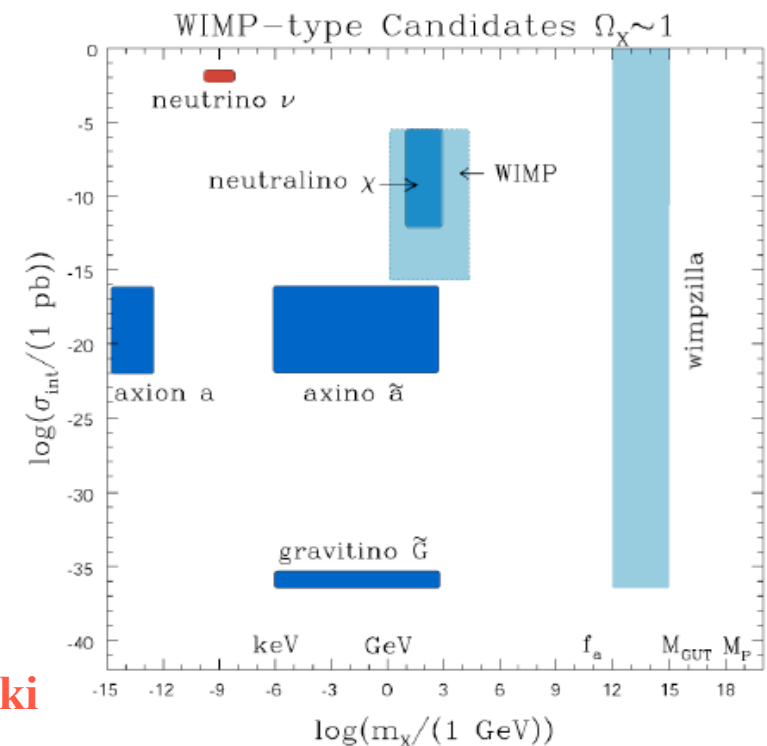 WIMP-type Candidates Ω_X~1
0
neutrino ν
-5
neutralino χ
WIMP
-10
-15
wimpzilla
-20
axion a
axino ã
-25
-30
gravitino G̃
-35
-40
keV
GeV
f_a
M_GUT
M_P
-15
-12
-9
-6
-3
0
3
6
9
12
15
18
log(σ_int/(1 pb))
log(m_X/(1 GeV))
ki